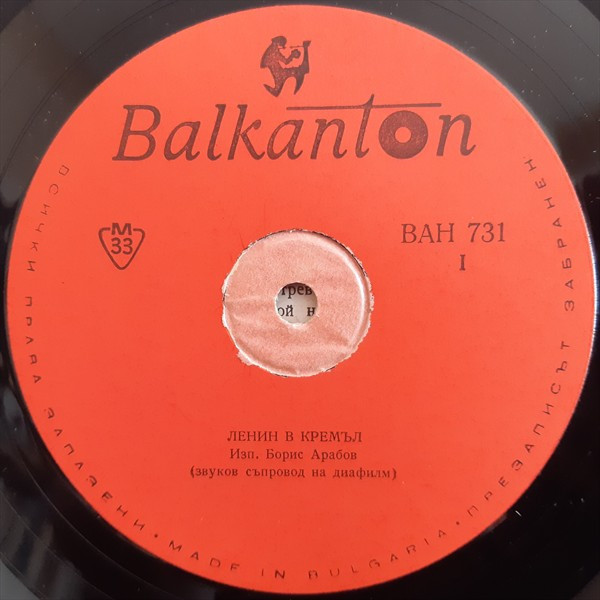 Balkanton
M
33
ВАН 731
I
трев
ой н
ЛЕНИН В КРЕМЪЛ
Изп. Борис Арабов
(звуков съпровод на диафилм)
ВСИЧКИ ПРАВА ЗАПАЗЕНИ • MADE IN BULGARIA • ПРЕЗАПИСЪТ ЗАБРАНЕН